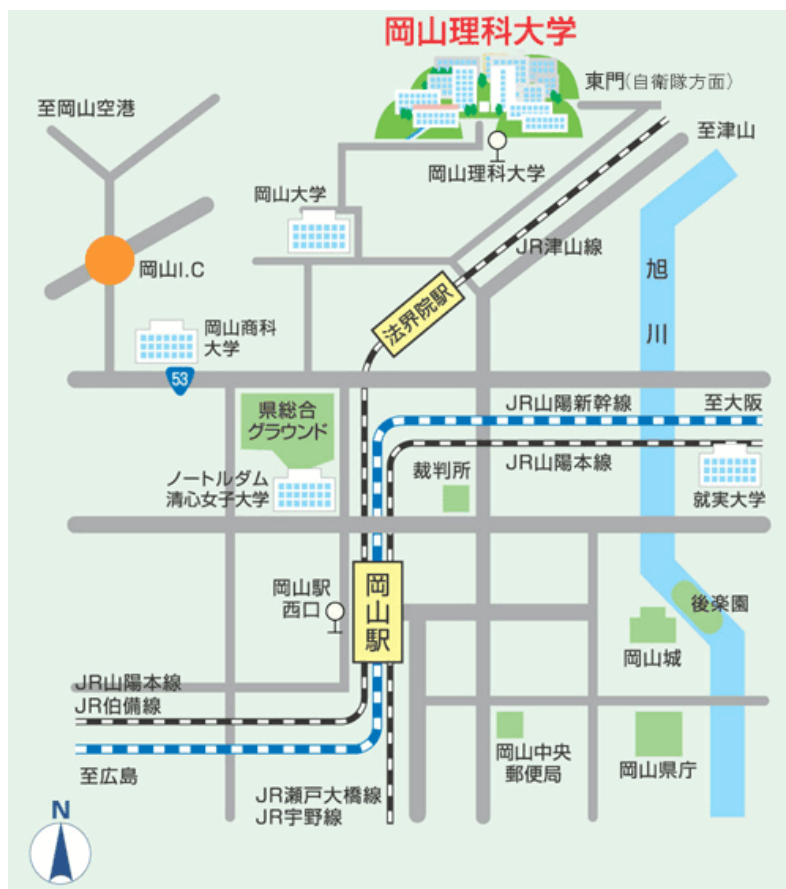 岡山理科大学
東門(自衛隊方面)
至岡山空港
至津山
岡山理科大学
岡山大学
JR津山線
旭川
岡山I.C
法界院駅
岡山商科
大学
53
県総合
グラウンド
JR山陽新幹線
至大阪
JR山陽本線
裁判所
ノートルダム
清心女子大学
就実大学
岡山駅
西口
岡山駅
後楽園
岡山城
JR山陽本線
JR伯備線
岡山中央
郵便局
岡山県庁
至広島
JR瀬戸大橋線
JR宇野線
N